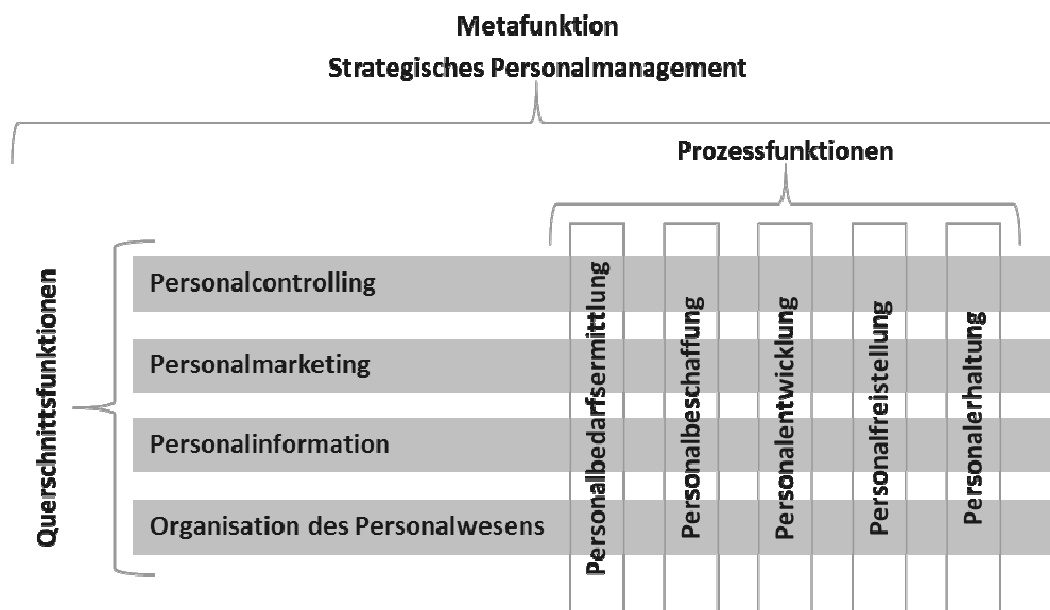 Metafunktion
Strategisches Personalmanagement
Prozessfunktionen
Querschnittsfunktionen
Personalcontrolling
Personalmarketing
Personalinformation
Organisation des Personalwesens
Personalbedarfsermittlung
Personalbeschaffung
Personalentwicklung
Personalfreistellung
Personalerhaltung